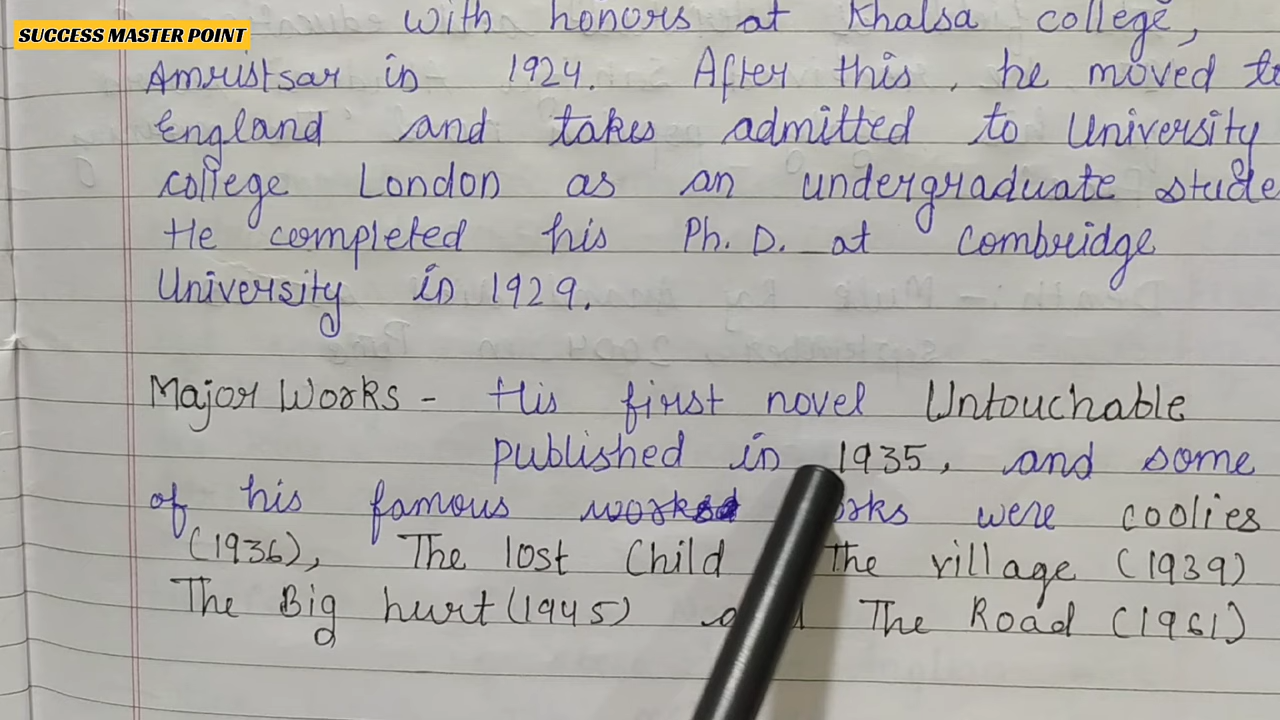 SUCCESS MASTER POINT
with honors at Khalsa college,
Amristsar in 1924. After this, he moved to
England and takes admitted to University
college London as an undergraduate stude
He completed his Ph. D. at Combridge
University in 1929.
Major Works - His first novel Untouchable
published in 1935, and some
of his famous orks were coolies
(1936), The lost Child The village (1939)
The Big hurt (1945) The Road (1961)